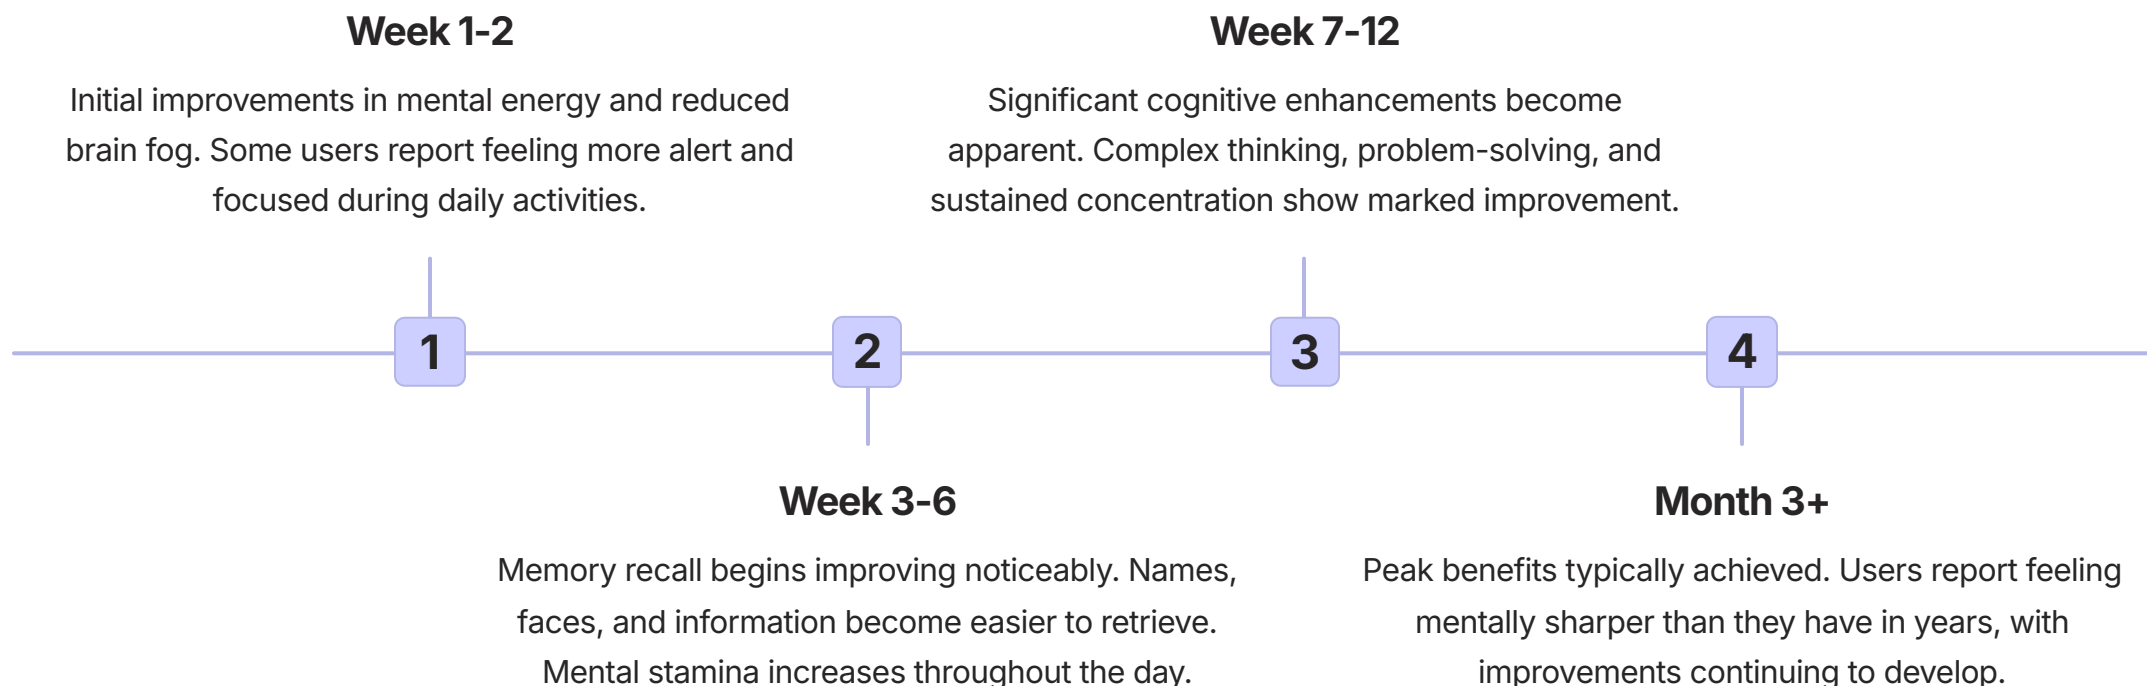 Week 1-2
Initial improvements in mental energy and reduced
brain fog. Some users report feeling more alert and
focused during daily activities.
Week 7-12
Significant cognitive enhancements become
apparent. Complex thinking, problem-solving, and
sustained concentration show marked improvement.
1
2
3
4
Week 3-6
Memory recall begins improving noticeably. Names,
faces, and information become easier to retrieve.
Mental stamina increases throughout the day.
Month 3+
Peak benefits typically achieved. Users report feeling
mentally sharper than they have in years, with
improvements continuing to develop.